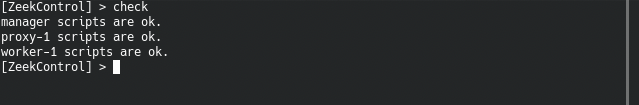 [ZeekControl] > check
manager scripts are ok.
proxy-1 scripts are ok.
worker-1 scripts are ok.
[ZeekControl] >